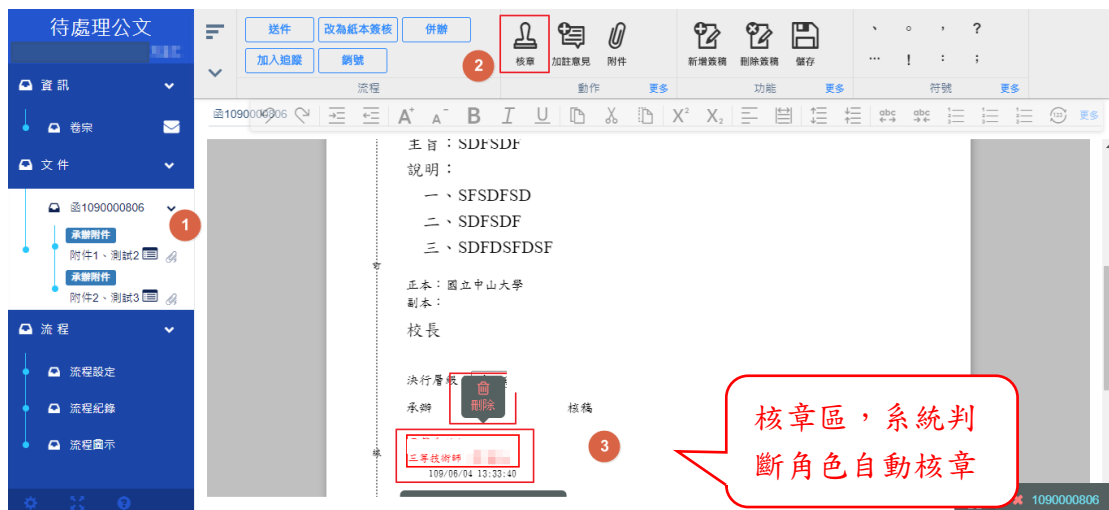 待處理公文
資訊
卷宗
文件
函1090000806
1
承辦附件
附件1、測試2
承辦附件
附件2、測試3
流程
流程設定
流程紀錄
流程圖示
送件
改為紙本簽核
併辦
加入追蹤
銷號
流程
2
核章
加註意見
附件
動作
更多
新增簽稿
刪除簽稿
儲存
功能
更多
、 。 , ?
… ! : ;
符號
更多
函1090000806
A+ A- B I U X² X₂
abc abc
更多
主旨:SDFSDF
說明:
一、SFSDFSD
二、SDFSDF
三、SDFDSFDSF
正本:國立中山大學
副本:
校長
決行層級
刪除
承辦
核稿
三等技術師
109/06/04 13:33:40
3
線
核章區,系統判
斷角色自動核章
1090000806